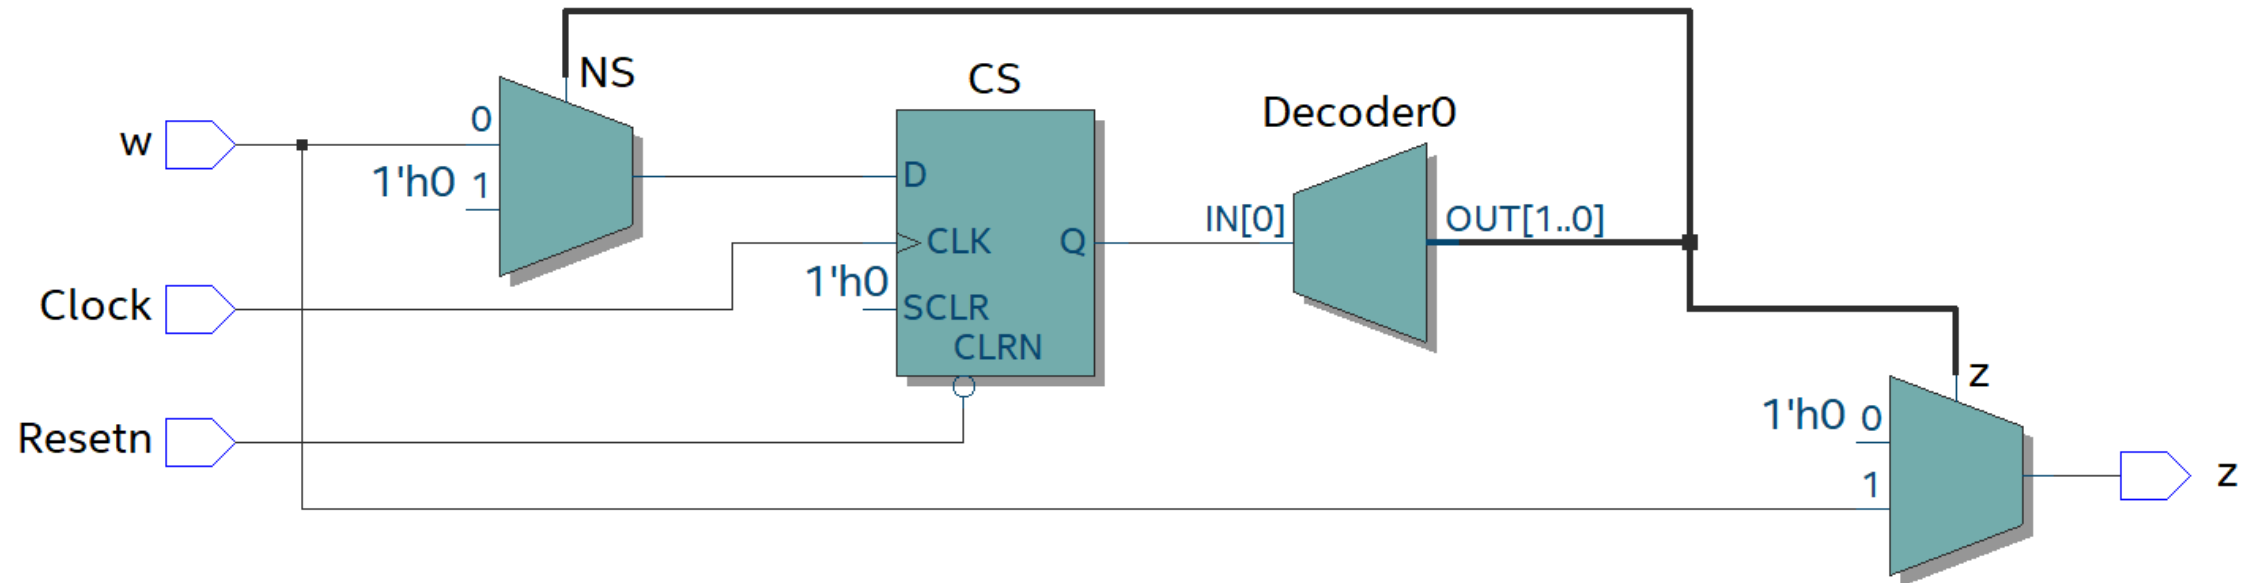 NS
CS
Decoder0
w
0
1'h0 1
D
CLK
Q
IN[0]
OUT[1..0]
1'h0
SCLR
CLRN
Clock
Resetn
z
1'h0 0
1
z